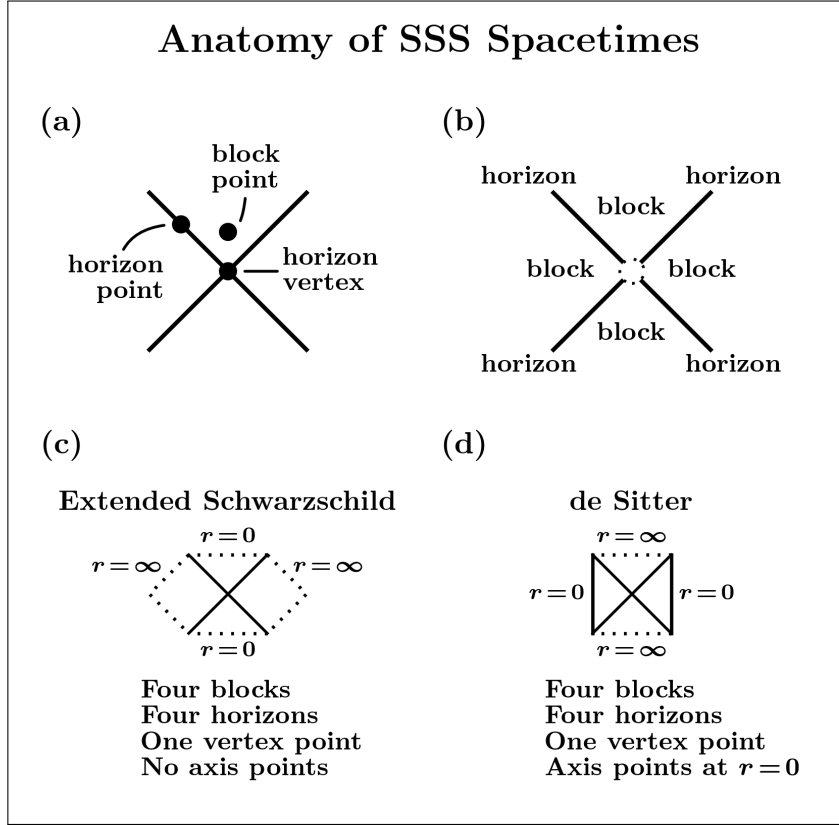 Anatomy of SSS Spacetimes
(a)
block
point
horizon
point
horizon
vertex
(b)
horizon
horizon
block
block
block
block
horizon
horizon
(c)
Extended Schwarzschild
r = 0
r = ∞
r = ∞
r = 0
Four blocks
Four horizons
One vertex point
No axis points
(d)
de Sitter
r = ∞
r = 0
r = 0
r = ∞
Four blocks
Four horizons
One vertex point
Axis points at r = 0